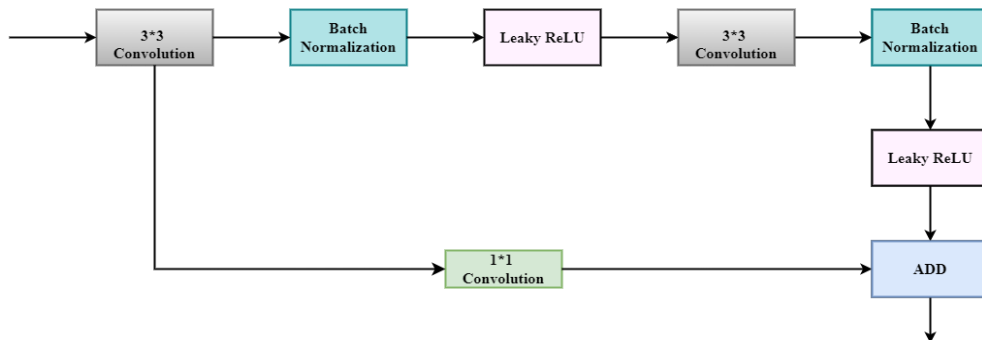 3*3
Convolution
Batch
Normalization
Leaky ReLU
3*3
Convolution
Batch
Normalization
Leaky ReLU
1*1
Convolution
ADD